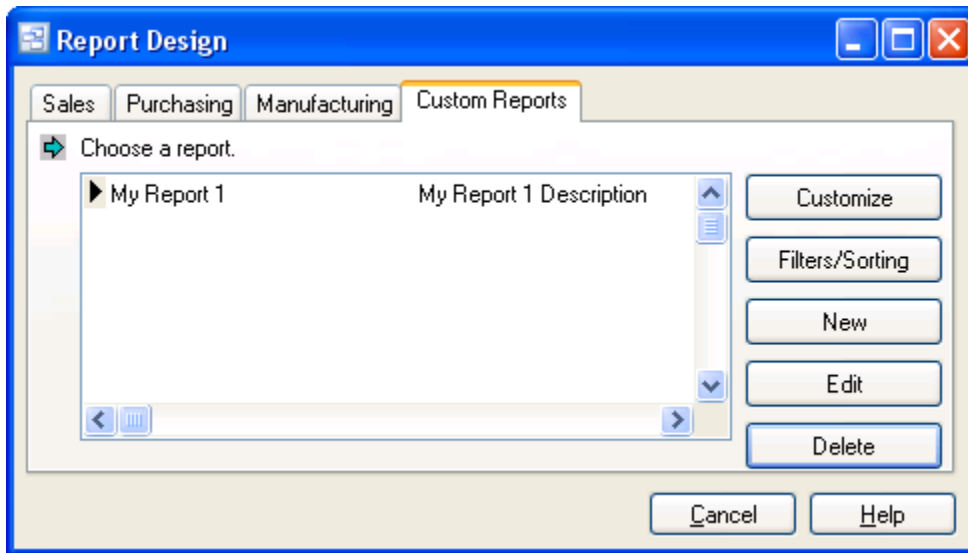 Report Design
Sales Purchasing Manufacturing Custom Reports
Choose a report.
My Report 1 My Report 1 Description
Customize
Filters/Sorting
New
Edit
Delete
Cancel Help